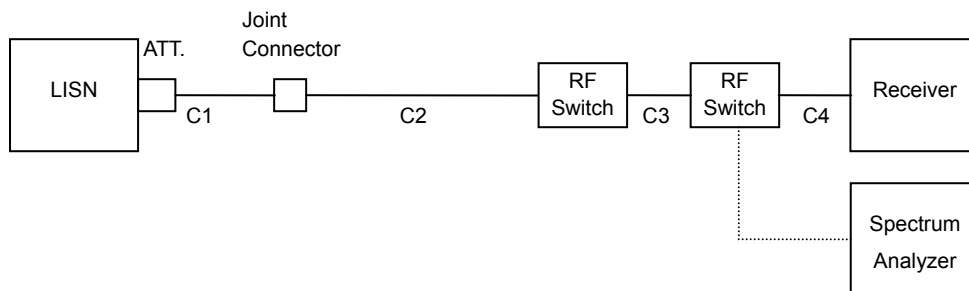 Joint
Connector
ATT.
LISN
C1
C2
RF
Switch
C3
RF
Switch
C4
Receiver
Spectrum
Analyzer